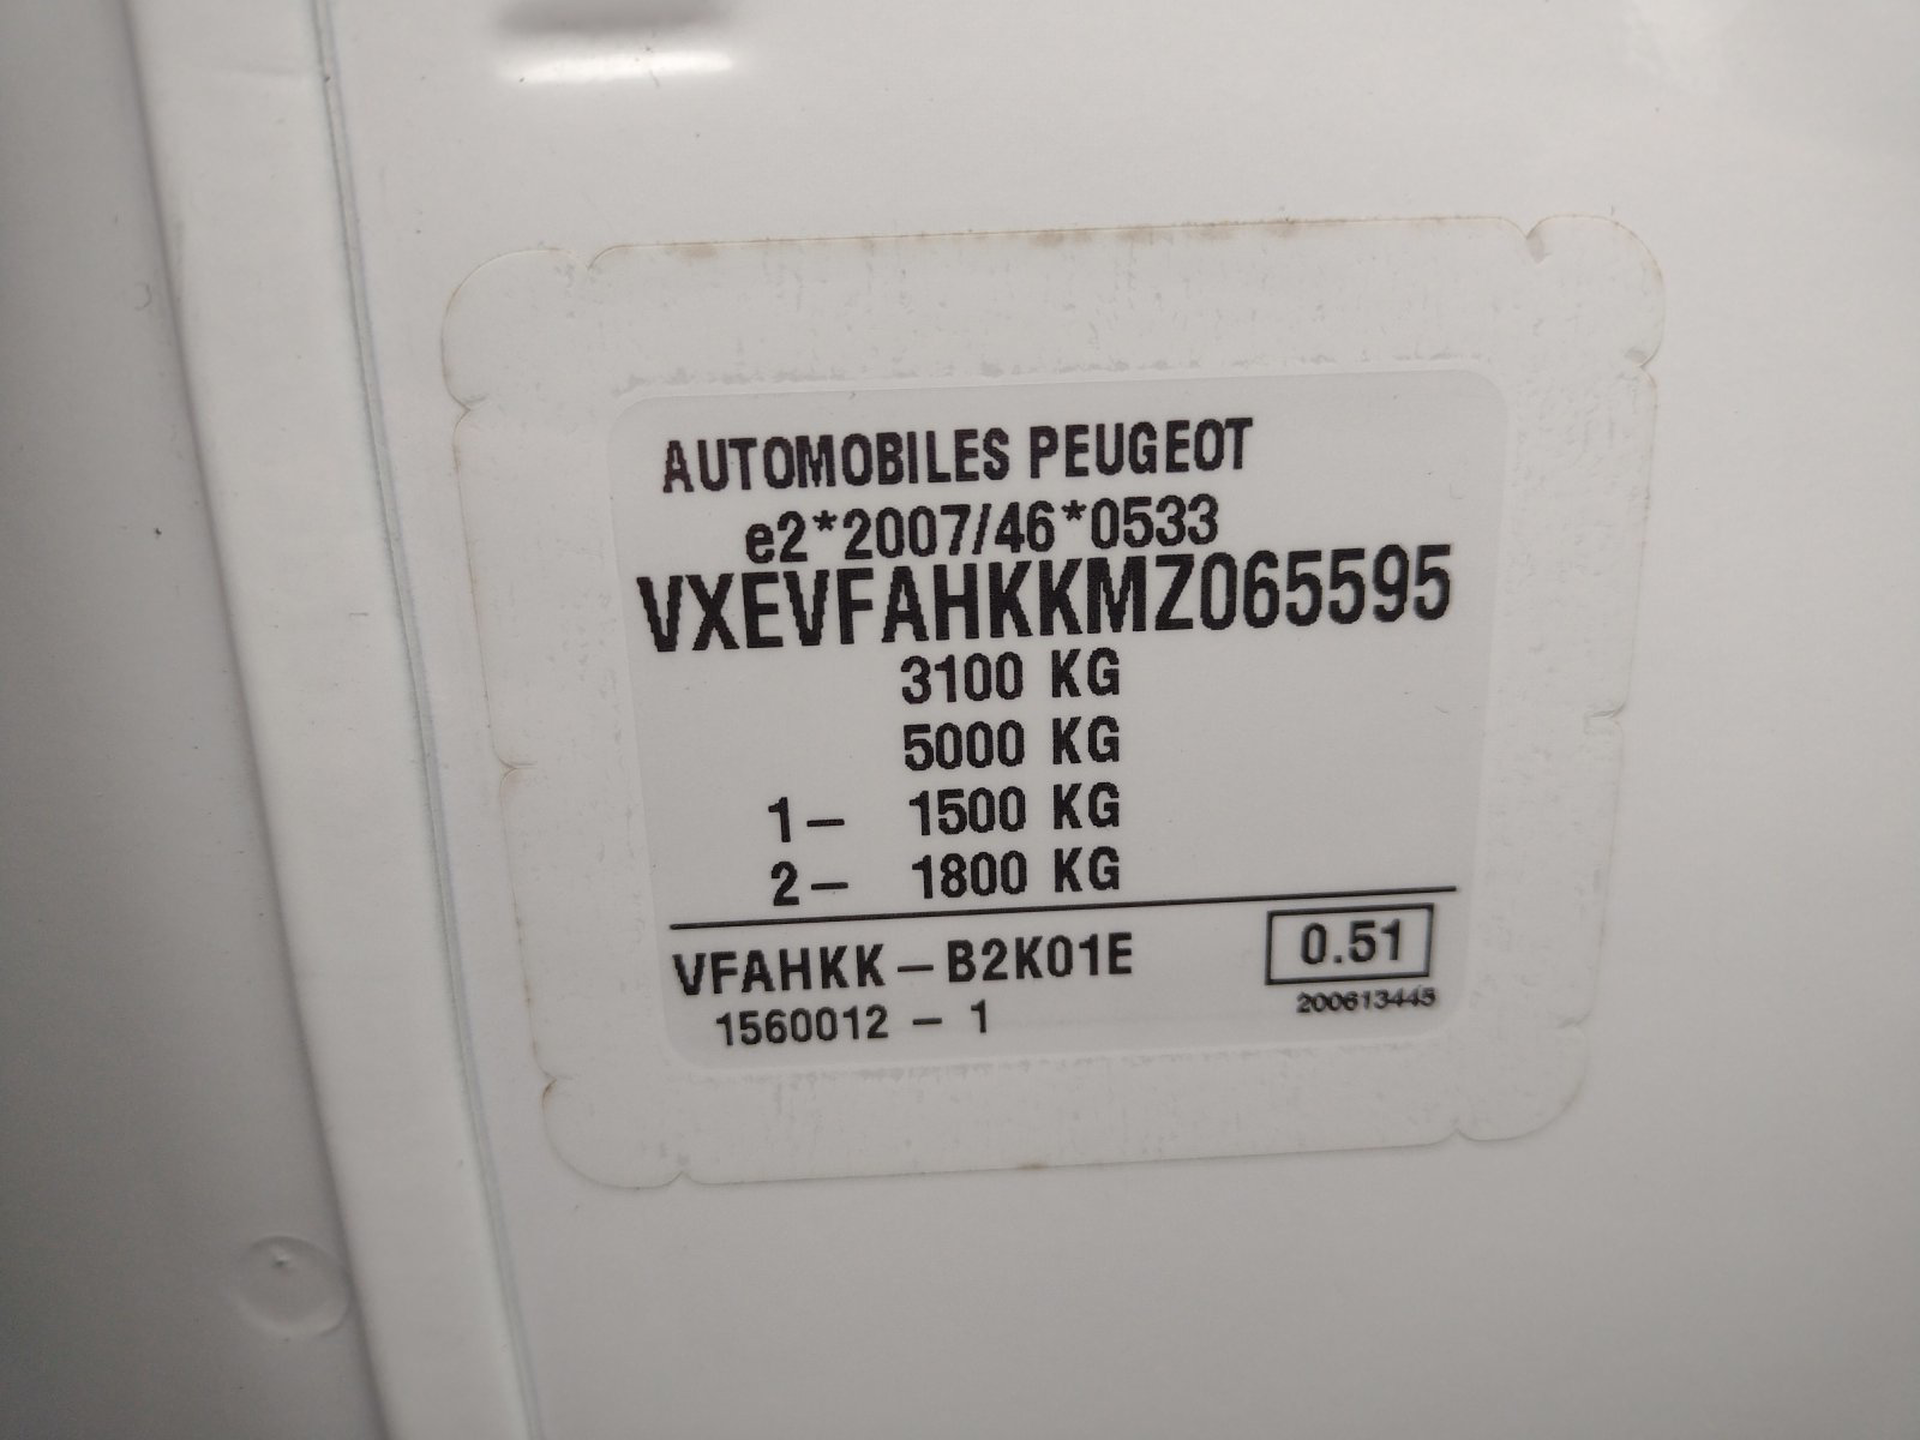 AUTOMOBILES PEUGEOT
e2*2007/46*0533
VXEVFAHKKMZ065595
3100 KG
5000 KG
1– 1500 KG
2– 1800 KG
VFAHKK – B2K01E
0.51
200613445
1560012 – 1